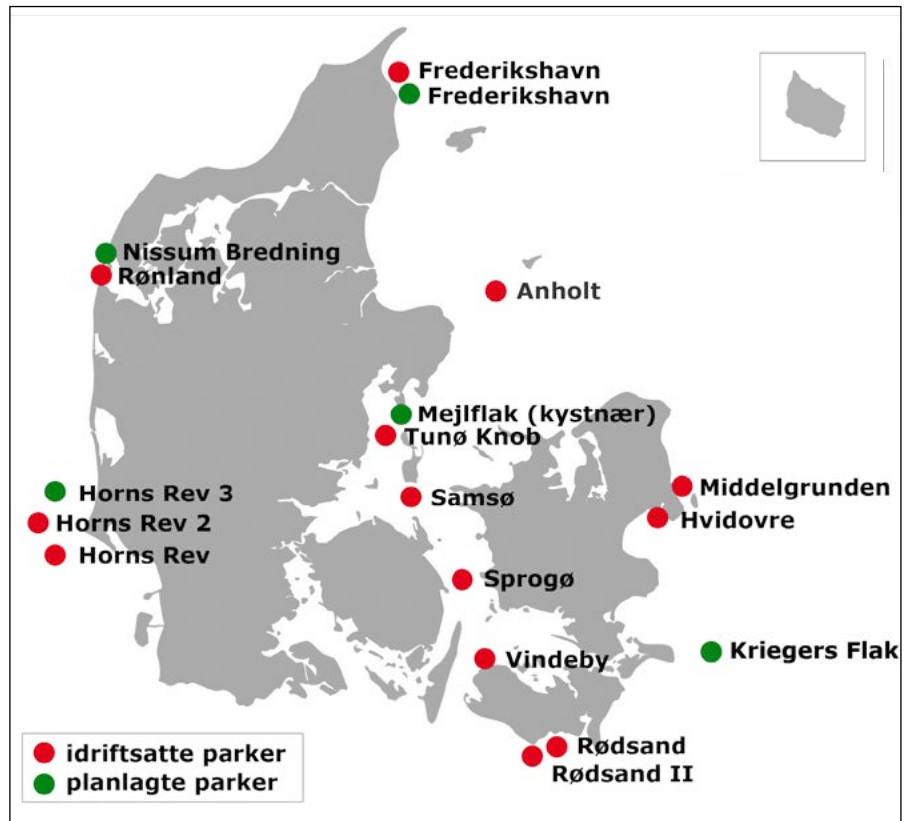 Frederikshavn
Frederikshavn
Nissum Bredning
Rønland
Anholt
Mejlflak (kystnær)
Tunø Knob
Samsø
Middelgrunden
Hvidovre
Horns Rev 3
Horns Rev 2
Horns Rev
Sprogø
Vindeby
Kriegers Flak
Rødsand
Rødsand II
idriftsatte parker
planlagte parker